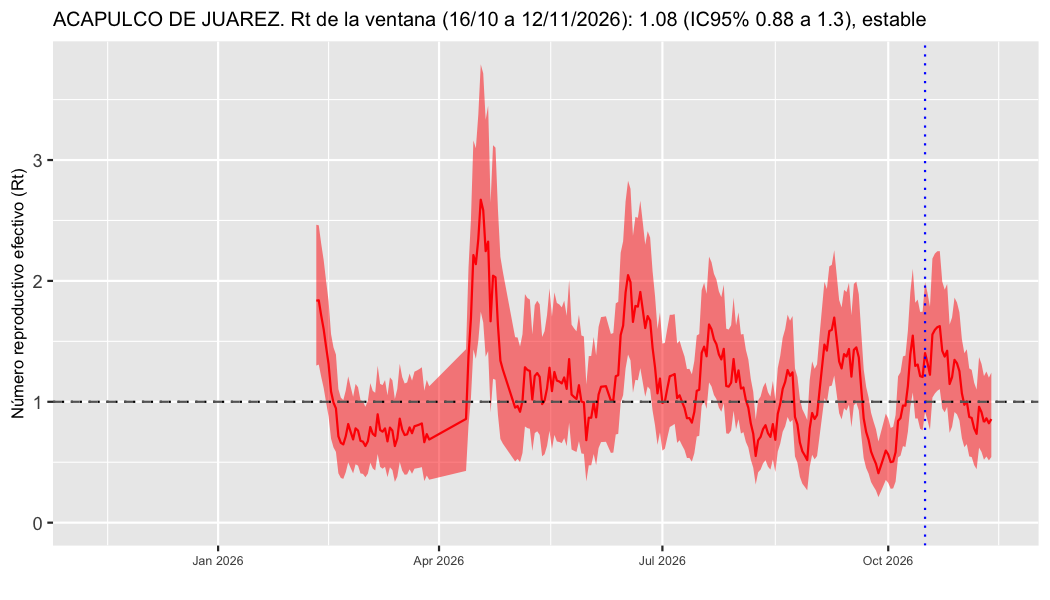 ACAPULCO DE JUAREZ. Rt de la ventana (16/10 a 12/11/2026): 1.08 (IC95% 0.88 a 1.3), estable
Número reproductivo efectivo (Rt)
3
2
1
0
Jan 2026
Apr 2026
Jul 2026
Oct 2026